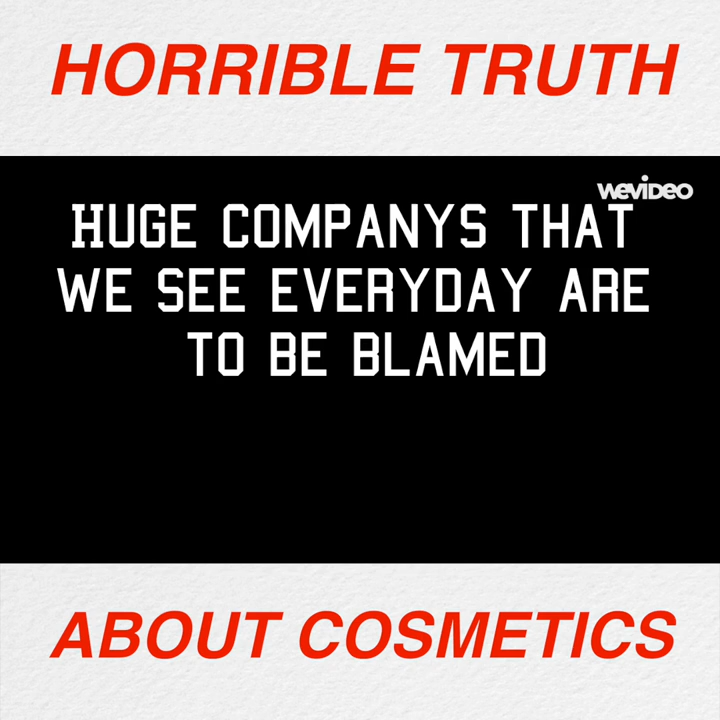 HORRIBLE TRUTH
WEVIDEO
HUGE COMPANYS THAT
WE SEE EVERYDAY ARE
TO BE BLAMED
ABOUT COSMETICS